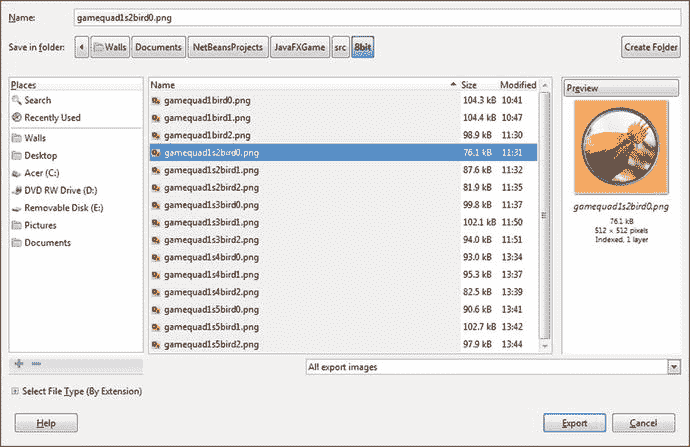 Name: gamequad1s2bird0.png
Save in folder: Walls Documents NetBeansProjects JavaFXGame src 8bit Create Folder
Places
Search
Recently Used
Walls
Desktop
Acer (C:)
DVD RW Drive (D:)
Removable Disk (E:)
Pictures
Documents
Name Size Modified
gamequad1bird0.png 104.3 kB 10:41
gamequad1bird1.png 104.4 kB 10:47
gamequad1bird2.png 98.9 kB 11:30
gamequad1s2bird0.png 76.1 kB 11:31
gamequad1s2bird1.png 87.6 kB 11:32
gamequad1s2bird2.png 81.9 kB 11:35
gamequad1s3bird0.png 99.8 kB 11:37
gamequad1s3bird1.png 102.1 kB 11:50
gamequad1s3bird2.png 94.0 kB 11:51
gamequad1s4bird0.png 93.0 kB 13:34
gamequad1s4bird1.png 95.3 kB 13:37
gamequad1s4bird2.png 82.5 kB 13:39
gamequad1s5bird0.png 90.6 kB 13:41
gamequad1s5bird1.png 102.7 kB 13:42
gamequad1s5bird2.png 97.9 kB 13:44
Preview
gamequad1s2bird0.png
76.1 kB
512 × 512 pixels
Indexed, 1 layer
All export images
Select File Type (By Extension)
Help Export Cancel